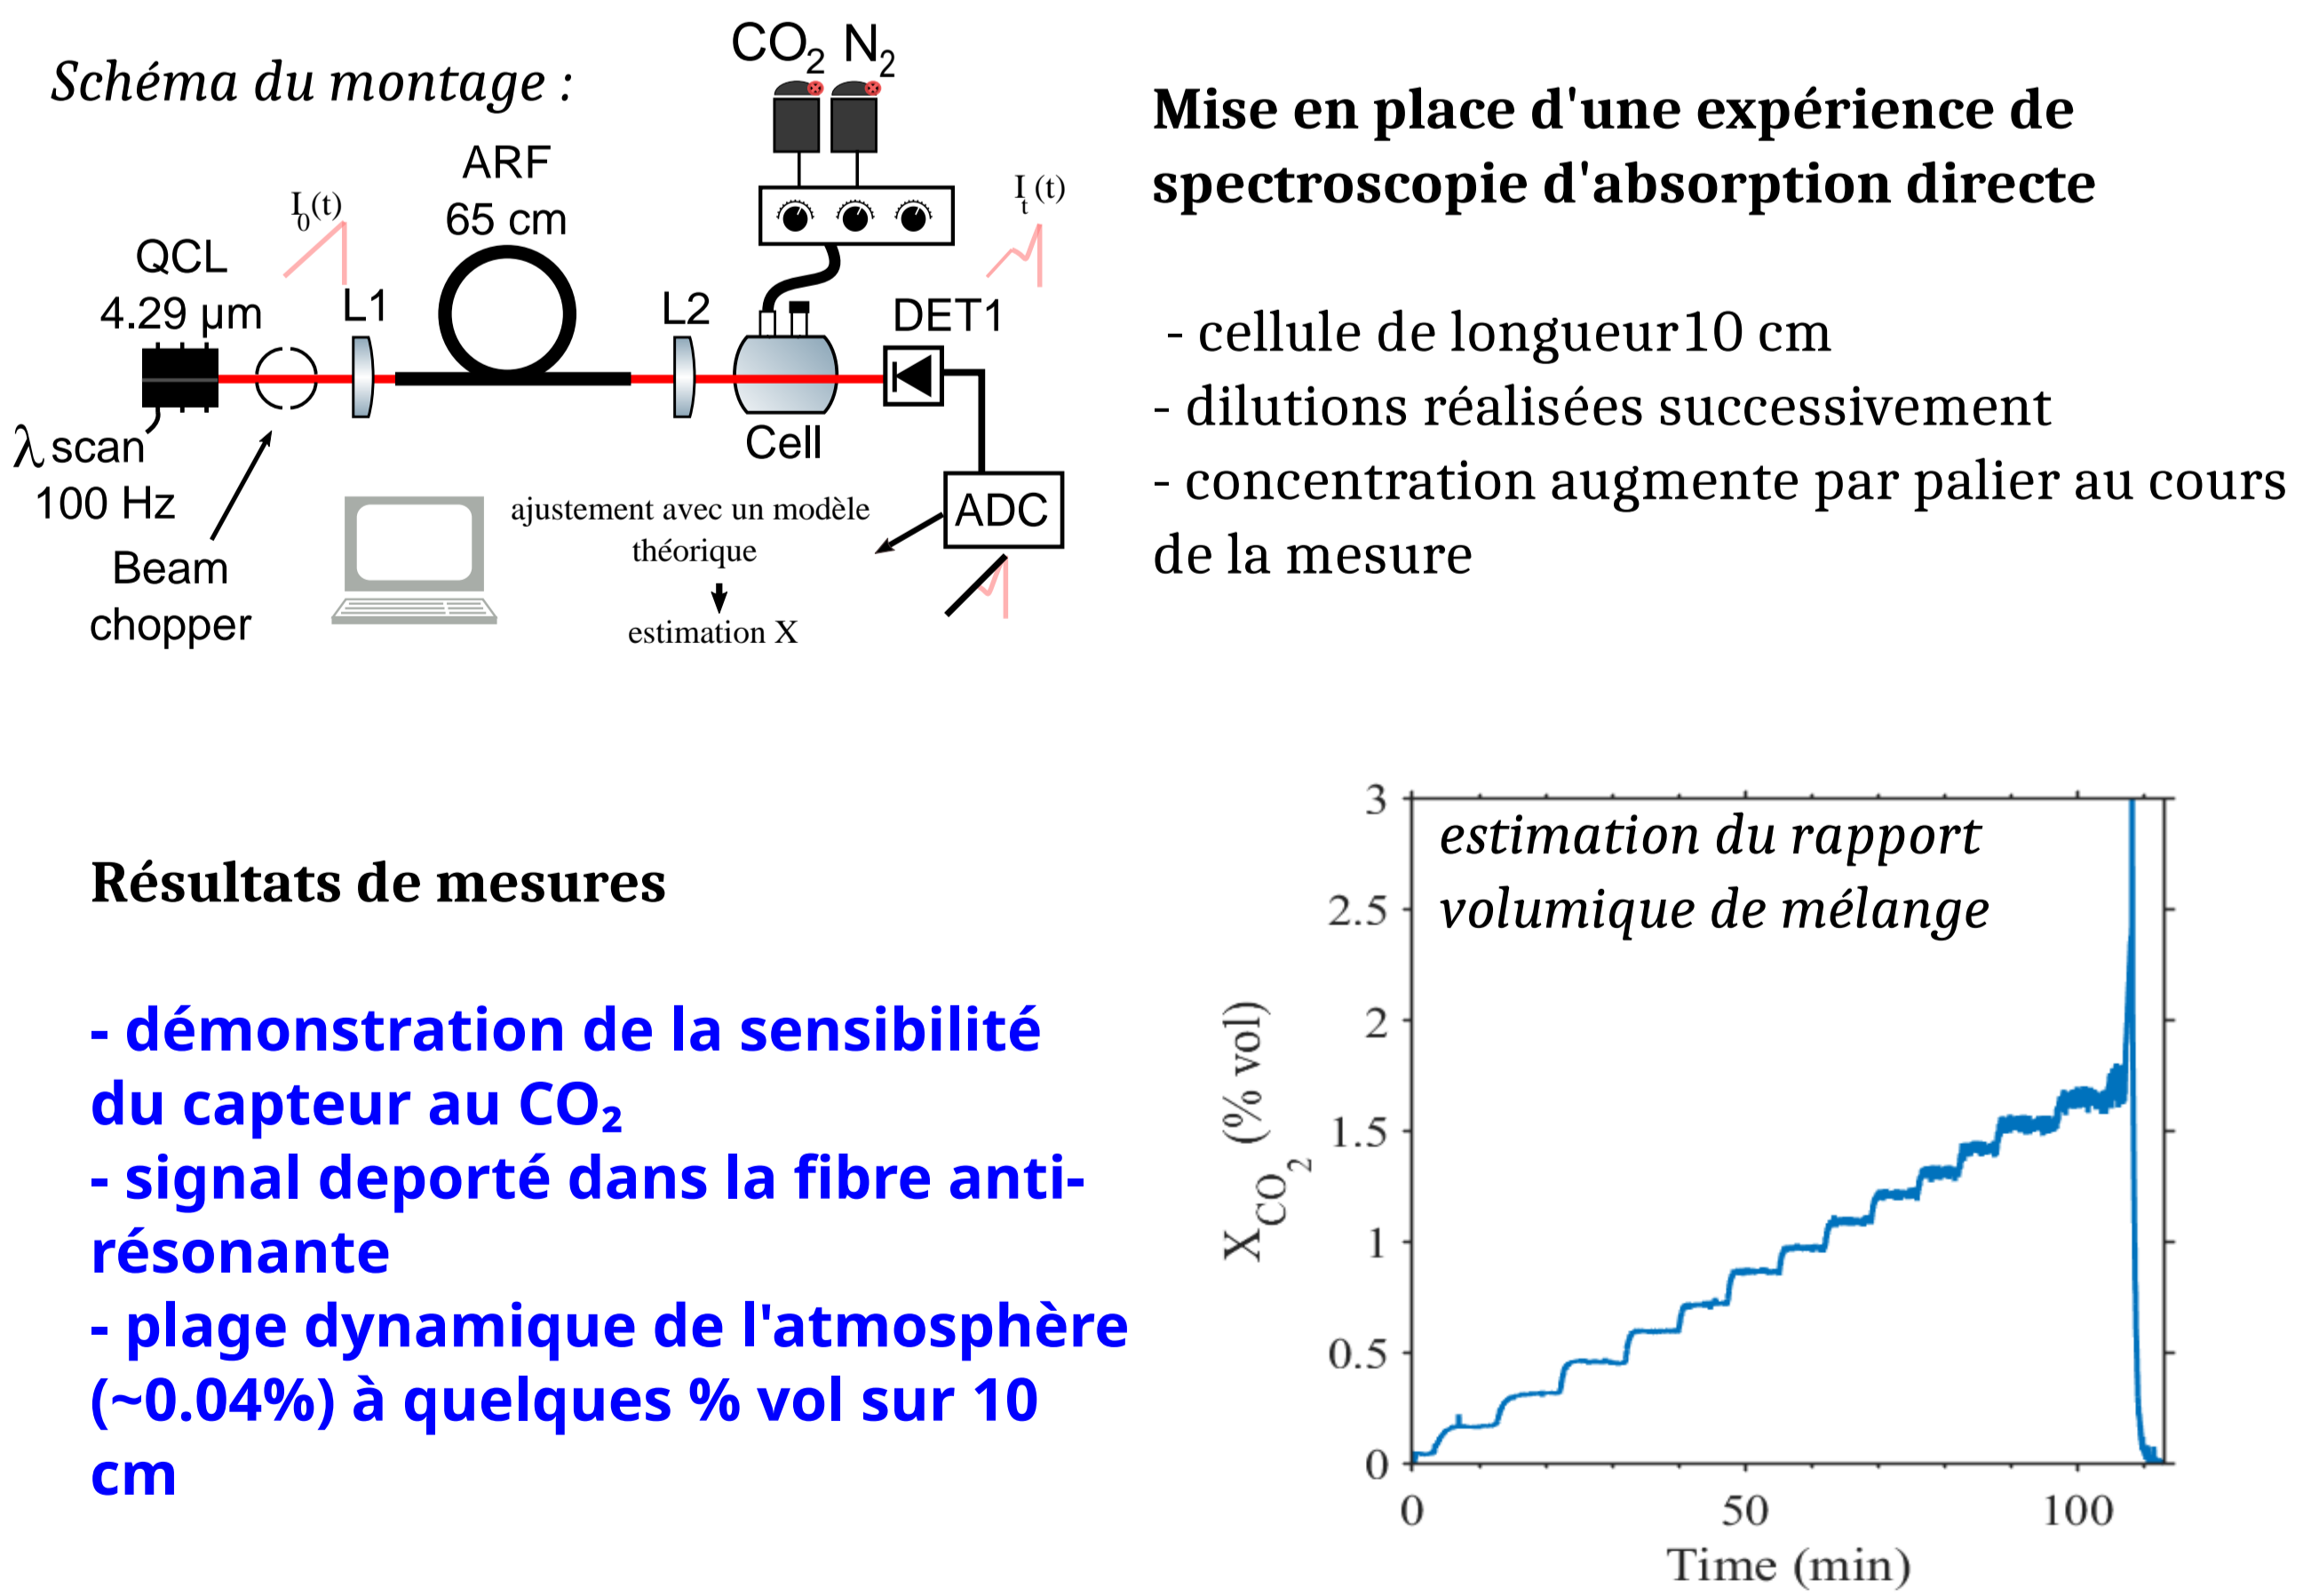 Schéma du montage :
CO₂ N₂
ARF
65 cm
I₀(t)
Iₜ(t)
QCL
4.29 µm
L1
L2
DET1
Cell
λ scan
100 Hz
Beam
chopper
ajustement avec un modèle
théorique
estimation X
ADC
Mise en place d'une expérience de
spectroscopie d'absorption directe
- cellule de longueur10 cm
- dilutions réalisées successivement
- concentration augmente par palier au cours
de la mesure
Résultats de mesures
- démonstration de la sensibilité
du capteur au CO₂
- signal deporté dans la fibre anti-
résonante
- plage dynamique de l'atmosphère
(~0.04%) à quelques % vol sur 10
cm
estimation du rapport
volumique de mélange
3
2.5
2
1.5
1
0.5
0
X_CO₂ (% vol)
0 50 100
Time (min)